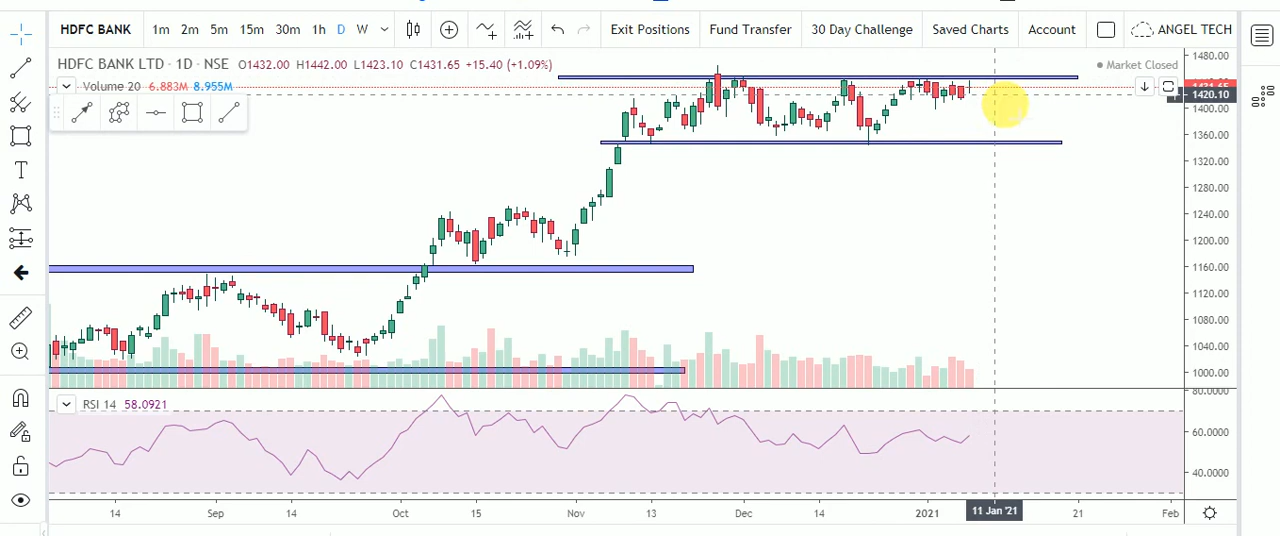 HDFC BANK 1m 2m 5m 15m 30m 1h D W Exit Positions Fund Transfer 30 Day Challenge Saved Charts Account ANGEL TECH
HDFC BANK LTD · 1D · NSE O1432.00 H1442.00 L1423.10 C1431.65 +15.40 (+1.09%)
Market Closed
Volume 20 6.883M 8.955M
1480.00
1420.10
1400.00
1360.00
1320.00
1280.00
1240.00
1200.00
1160.00
1120.00
1080.00
1040.00
1000.00
80.0000
RSI 14 58.0921
60.0000
40.0000
14 Sep 14 Oct 15 Nov 13 Dec 14 2021 11 Jan '21 21 Feb